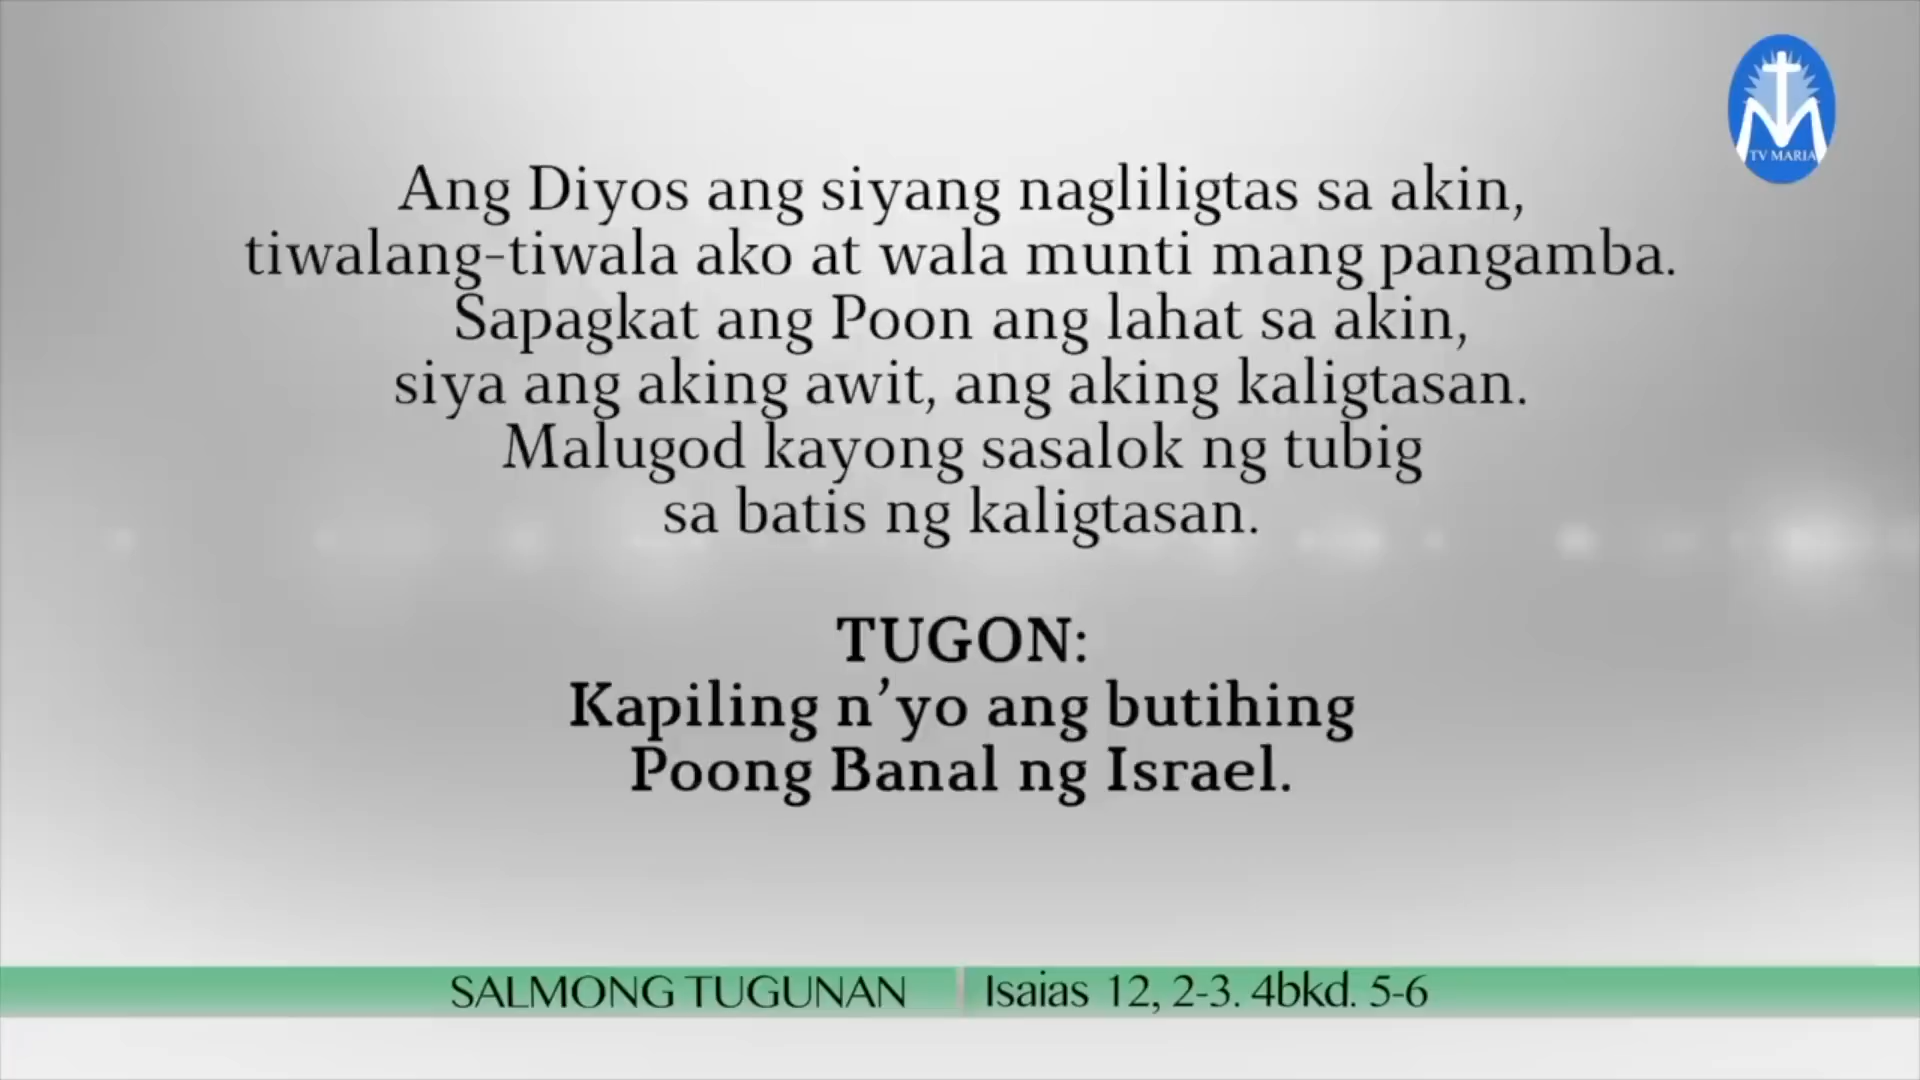 TV MARIA
Ang Diyos ang siyang nagliligtas sa akin,
tiwalang-tiwala ako at wala munti mang pangamba.
Sapagkat ang Poon ang lahat sa akin,
siya ang aking awit, ang aking kaligtasan.
Malugod kayong sasalok ng tubig
sa batis ng kaligtasan.
TUGON:
Kapiling n’yo ang butihing
Poong Banal ng Israel.
SALMONG TUGUNAN Isaias 12, 2-3. 4bkd. 5-6